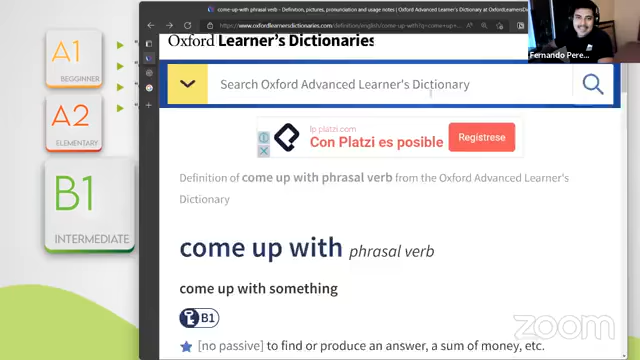 come-up-with phrasal verb - Definition, pictures, pronunciation and usage notes | Oxford Advanced Learner's Dictionary at OxfordLearnersDicti
https://www.oxfordlearnersdictionaries.com/definition/english/come-up-with?q=come+up+
Oxford Learner's Dictionaries
Search Oxford Advanced Learner's Dictionary
Fernando Pere...
A1
BEGGINNER
A2
ELEMENTARY
B1
INTERMEDIATE
lp.platzi.com
Con Platzi es posible
Regístrese
Definition of come up with phrasal verb from the Oxford Advanced Learner's
Dictionary
come up with phrasal verb
come up with something
B1
[no passive] to find or produce an answer, a sum of money, etc.
zoom